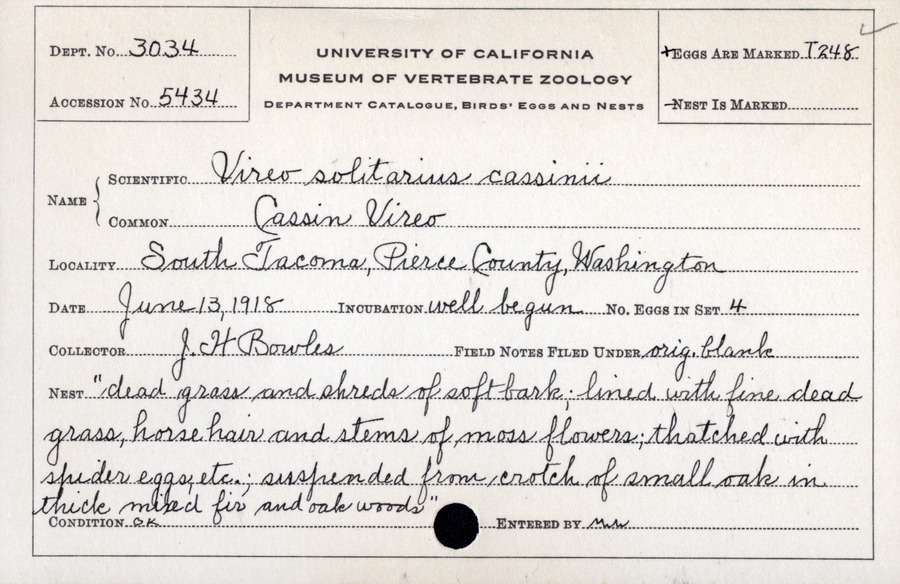 DEPT. No. 3034
ACCESSION No. 5434
UNIVERSITY OF CALIFORNIA
MUSEUM OF VERTEBRATE ZOOLOGY
DEPARTMENT CATALOGUE, BIRDS' EGGS AND NESTS
+EGGS ARE MARKED T248
-NEST IS MARKED
NAME
SCIENTIFIC Vireo solitarius cassinii
COMMON Cassin Vireo
LOCALITY South Tacoma, Pierce County, Washington
DATE June 13, 1918 INCUBATION well begun No. EGGS IN SET 4
COLLECTOR J. H Bowles FIELD NOTES FILED UNDER orig. blank
NEST "dead grass and shreds of soft bark; lined with fine dead
grass, horse hair and stems of moss flowers; thatched with
spider eggs, etc.; suspended from crotch of small oak in
thick mixed fir and oak woods"
CONDITION O.K. ENTERED BY